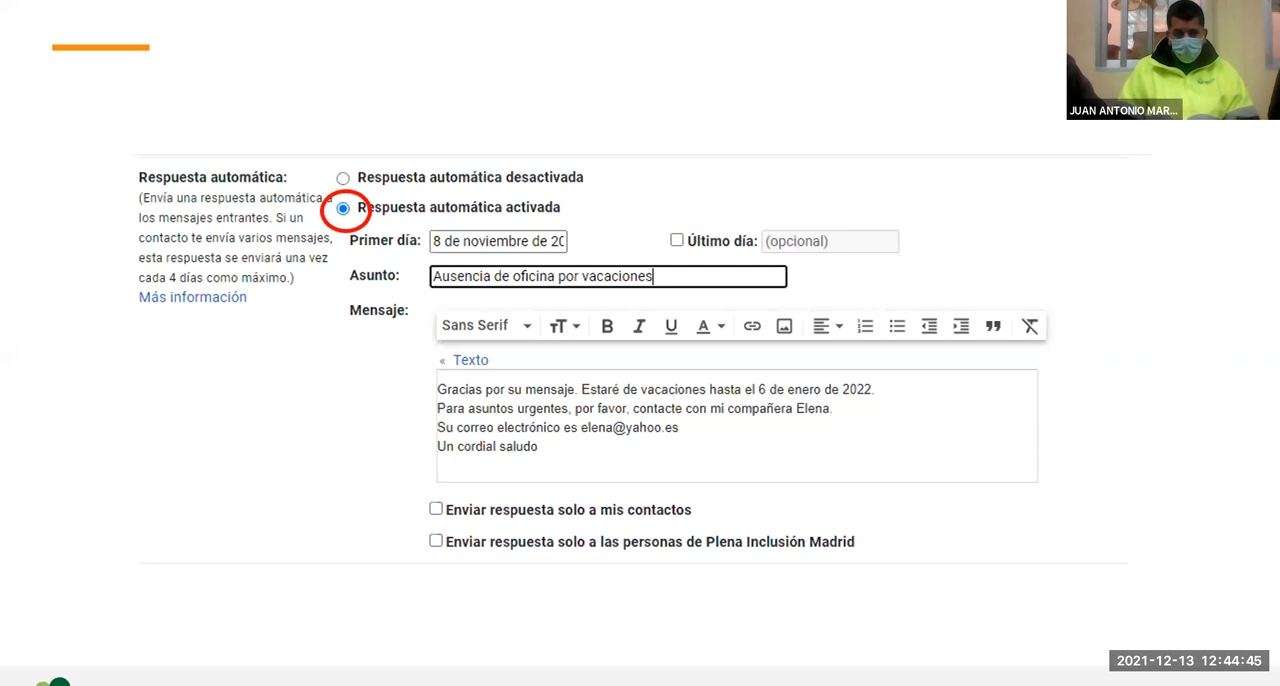 JUAN ANTONIO MAR...
Respuesta automática:
(Envía una respuesta automática a
los mensajes entrantes. Si un
contacto te envía varios mensajes,
esta respuesta se enviará una vez
cada 4 días como máximo.)
Más información
Respuesta automática desactivada
Respuesta automática activada
Primer día: 8 de noviembre de 20 Último día: (opcional)
Asunto: Ausencia de oficina por vacaciones
Mensaje:
Sans Serif
« Texto
Gracias por su mensaje. Estaré de vacaciones hasta el 6 de enero de 2022.
Para asuntos urgentes, por favor, contacte con mi compañera Elena.
Su correo electrónico es elena@yahoo.es
Un cordial saludo
Enviar respuesta solo a mis contactos
Enviar respuesta solo a las personas de Plena Inclusión Madrid
2021-12-13 12:44:45